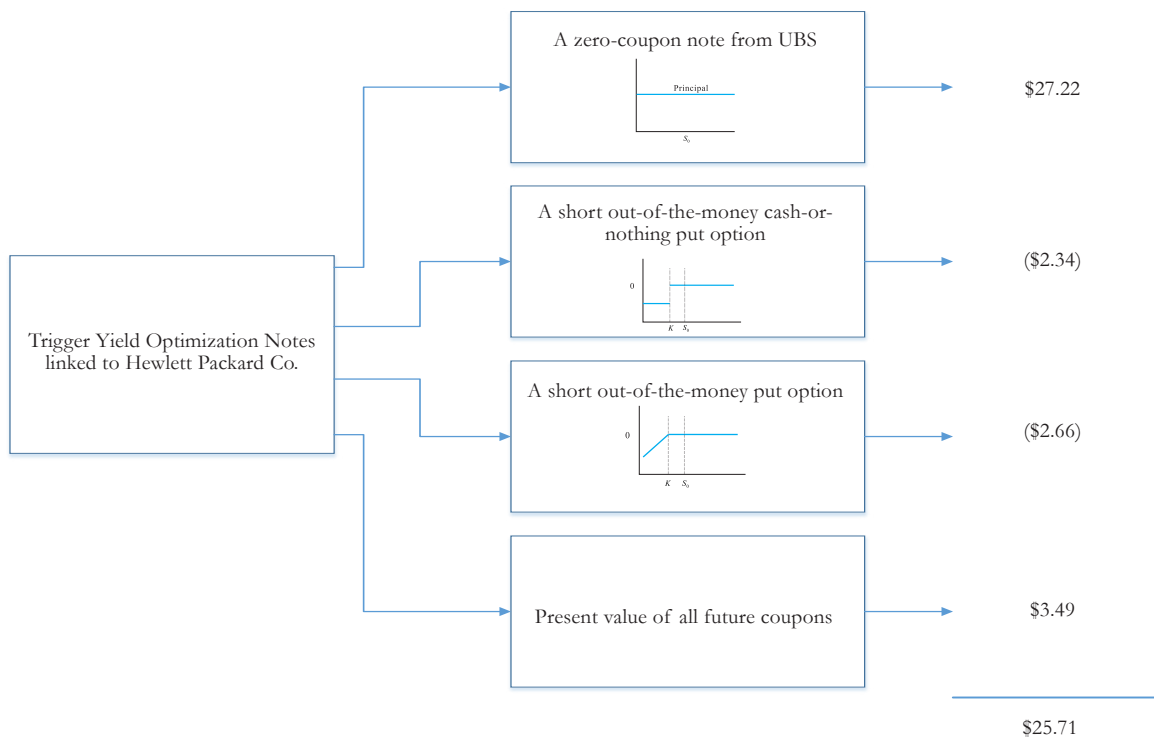 A zero-coupon note from UBS
Principal
S0
$27.22
A short out-of-the-money cash-or-
nothing put option
0
K S0
($2.34)
Trigger Yield Optimization Notes
linked to Hewlett Packard Co.
A short out-of-the-money put option
0
K S0
($2.66)
Present value of all future coupons
$3.49
$25.71